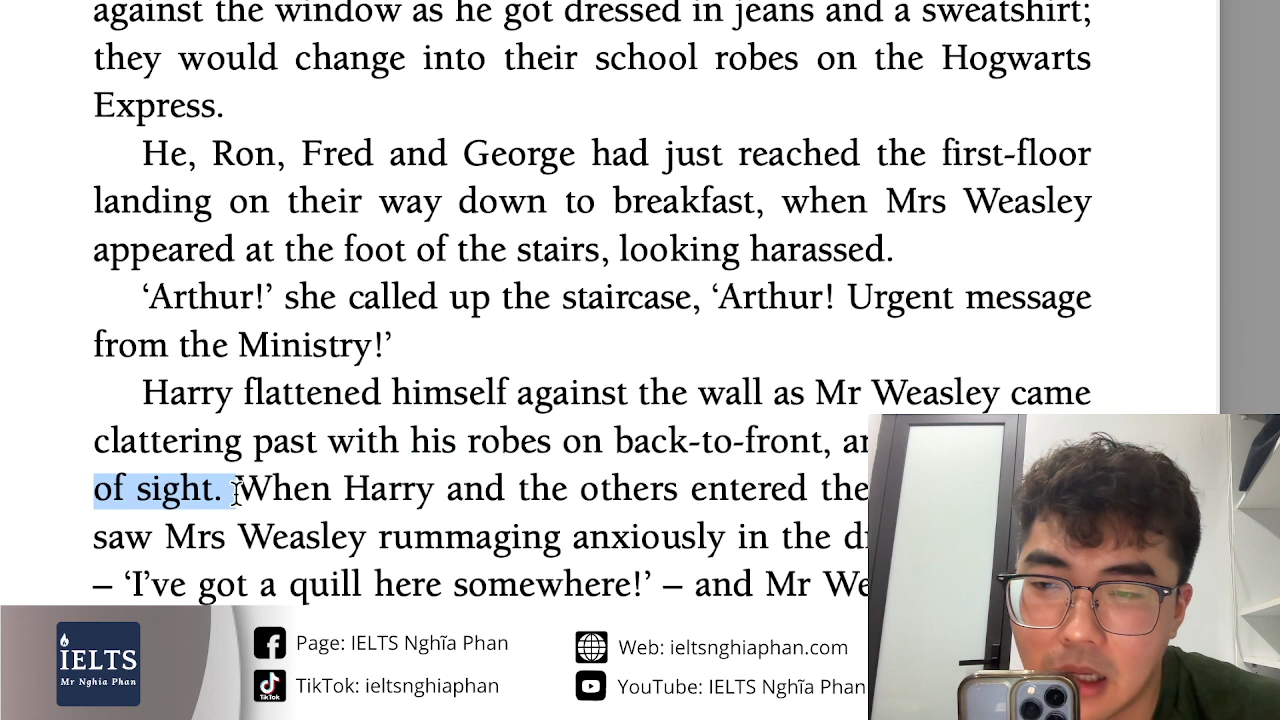 against the window as he got dressed in jeans and a sweatshirt;
they would change into their school robes on the Hogwarts
Express.
He, Ron, Fred and George had just reached the first-floor
landing on their way down to breakfast, when Mrs Weasley
appeared at the foot of the stairs, looking harassed.
‘Arthur!’ she called up the staircase, ‘Arthur! Urgent message
from the Ministry!’
Harry flattened himself against the wall as Mr Weasley came
clattering past with his robes on back-to-front,
of sight. When Harry and the others entered the
saw Mrs Weasley rummaging anxiously in the
– ‘I’ve got a quill here somewhere!’ – and Mr
IELTS
Mr Nghia Phan
Page: IELTS Nghĩa Phan
TikTok
TikTok: ieltsnghiaphan
Web: ieltsnghiaphan.com
YouTube: IELTS Nghĩa Phan